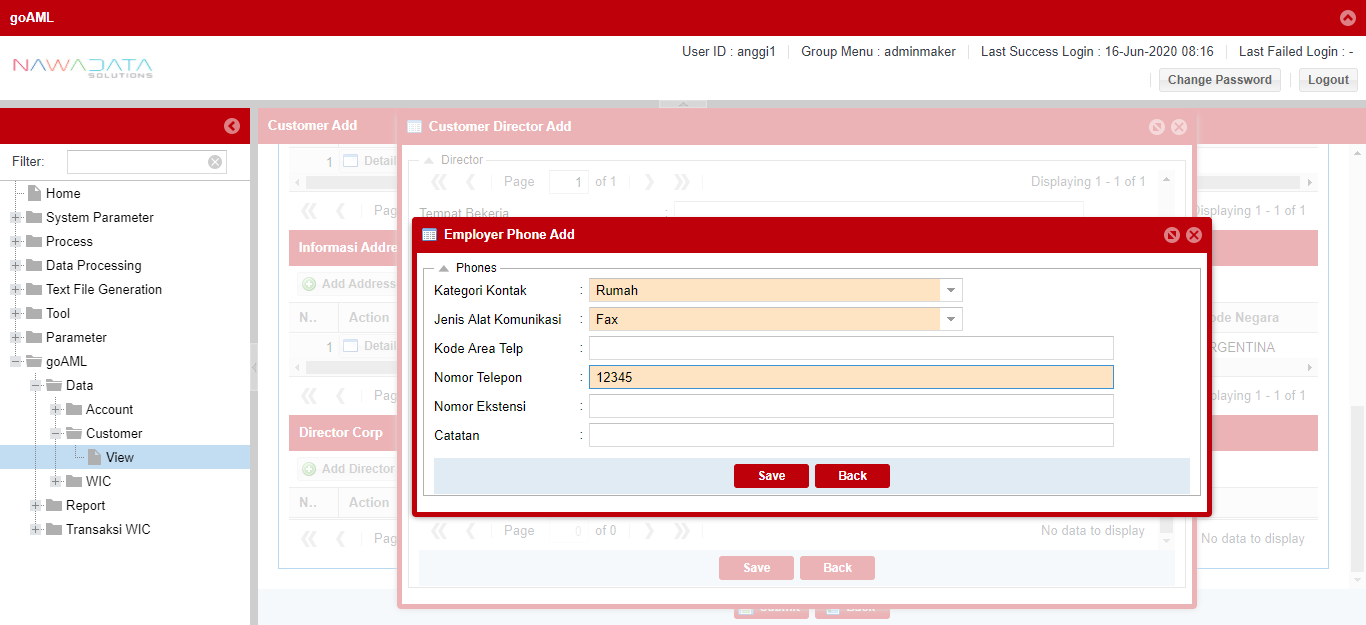 goAML
NAWADATA
SOLUTIONS
User ID : anggi1
Group Menu : adminmaker
Last Success Login : 16-Jun-2020 08:16
Last Failed Login : -
Change Password
Logout
Filter:
Home
System Parameter
Process
Data Processing
Text File Generation
Tool
Parameter
goAML
Data
Account
Customer
View
WIC
Report
Transaksi WIC
Customer Add
1 Detail
Pag
Displaying 1 - 1 of 1
Informasi Addre
Add Address
N.. Action
ode Negara
1 Detail
RGENTINA
Pag
playing 1 - 1 of 1
Director Corp
Add Director
N.. Action
Pag
No data to display
Submit
Back
Customer Director Add
Director
Page 1 of 1
Displaying 1 - 1 of 1
Tempat Bekerja :
Page 0 of 0
No data to display
Save
Back
Employer Phone Add
Phones
Kategori Kontak : Rumah
Jenis Alat Komunikasi : Fax
Kode Area Telp :
Nomor Telepon : 12345
Nomor Ekstensi :
Catatan :
Save
Back